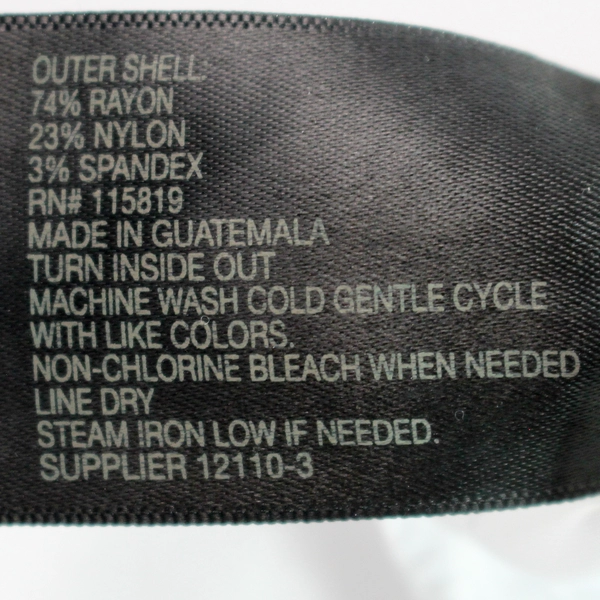 OUTER SHELL:
74% RAYON
23% NYLON
3% SPANDEX
RN# 115819
MADE IN GUATEMALA
TURN INSIDE OUT
MACHINE WASH COLD GENTLE CYCLE
WITH LIKE COLORS.
NON-CHLORINE BLEACH WHEN NEEDED
LINE DRY
STEAM IRON LOW IF NEEDED.
SUPPLIER 12110-3